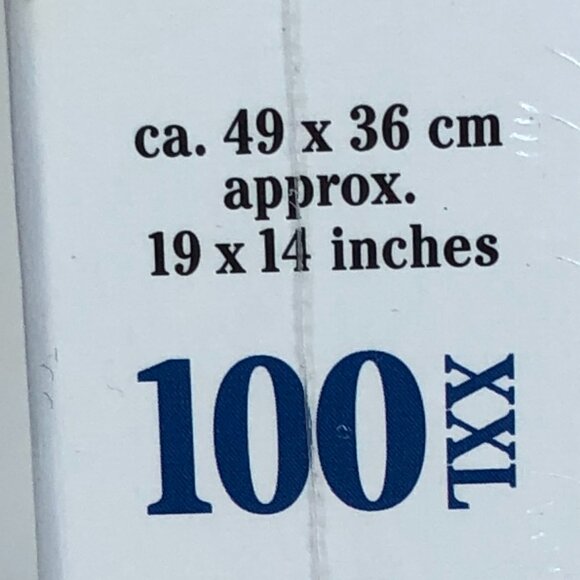 ca. 49 x 36 cm
approx.
19 x 14 inches
100 XXL